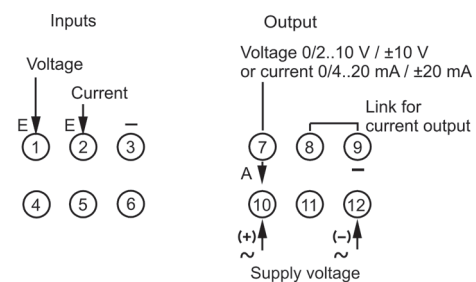 Inputs
Output
Voltage 0/2..10 V / ±10 V
or current 0/4..20 mA / ±20 mA
Voltage
Current
Link for
current output
E
E
−
1
2
3
7
8
9
A
−
4
5
6
10
11
12
(+)
(−)
~
~
Supply voltage